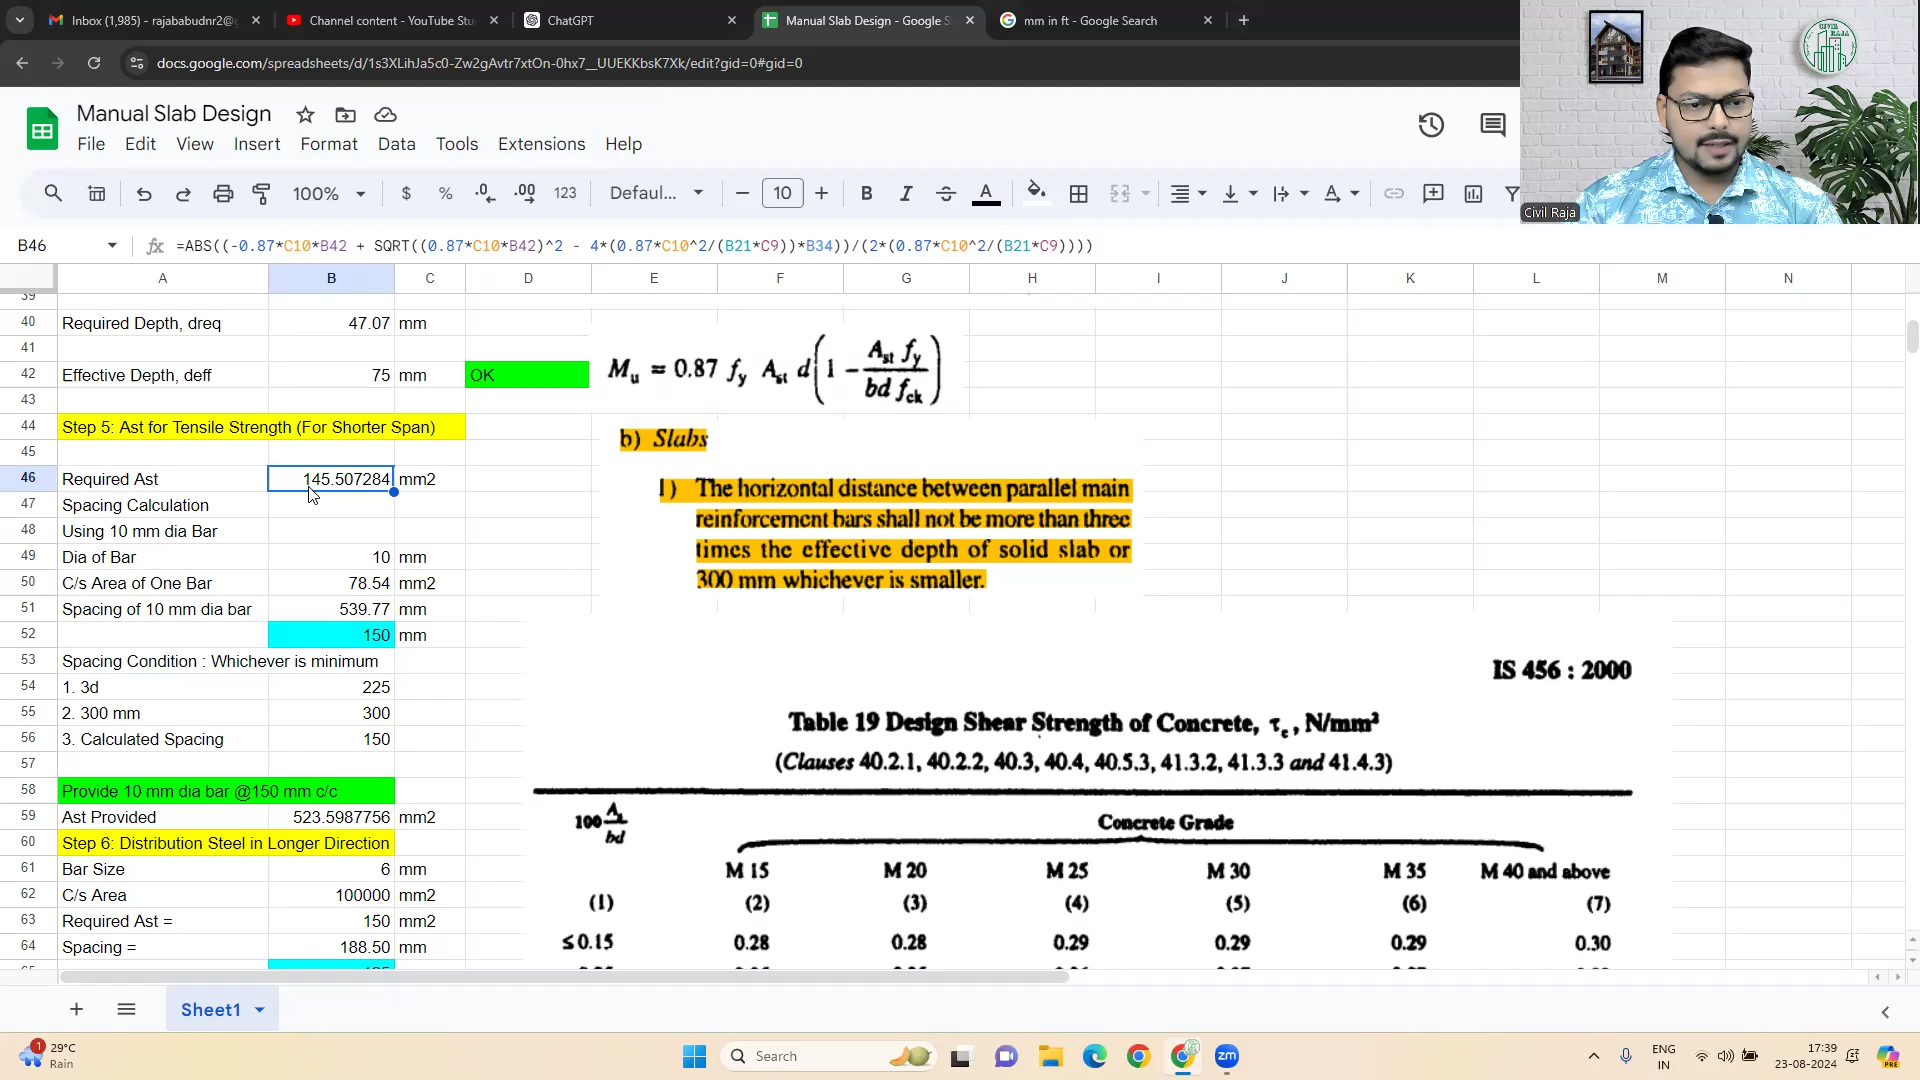 Inbox (1,985) - rajababudnr2@
Channel content - YouTube Stu
ChatGPT
Manual Slab Design - Google S
mm in ft - Google Search
docs.google.com/spreadsheets/d/1s3XLihJa5c0-Zw2gAvtr7xtOn-0hx7__UUEKKbsK7Xk/edit?gid=0#gid=0
CIVIL RAJA
Civil Raja
Manual Slab Design
File Edit View Insert Format Data Tools Extensions Help
100% $ % .0 .00 123 Defaul... 10 B I S A
B46 fx =ABS((-0.87*C10*B42 + SQRT((0.87*C10*B42)^2 - 4*(0.87*C10^2/(B21*C9))*B34))/(2*(0.87*C10^2/(B21*C9))))
A B C D E F G H I J K L M N
39
40 Required Depth, dreq 47.07 mm
41
42 Effective Depth, deff 75 mm OK
43
44 Step 5: Ast for Tensile Strength (For Shorter Span)
45
46 Required Ast 145.507284 mm2
47 Spacing Calculation
48 Using 10 mm dia Bar
49 Dia of Bar 10 mm
50 C/s Area of One Bar 78.54 mm2
51 Spacing of 10 mm dia bar 539.77 mm
52 150 mm
53 Spacing Condition : Whichever is minimum
54 1. 3d 225
55 2. 300 mm 300
56 3. Calculated Spacing 150
57
58 Provide 10 mm dia bar @150 mm c/c
59 Ast Provided 523.5987756 mm2
60 Step 6: Distribution Steel in Longer Direction
61 Bar Size 6 mm
62 C/s Area 100000 mm2
63 Required Ast = 150 mm2
64 Spacing = 188.50 mm
Mu = 0.87 fy Ast d(1 - Ast fy / bd fck)
b) Slabs
1) The horizontal distance between parallel main
reinforcement bars shall not be more than three
times the effective depth of solid slab or
300 mm whichever is smaller.
IS 456 : 2000
Table 19 Design Shear Strength of Concrete, τc, N/mm²
(Clauses 40.2.1, 40.2.2, 40.3, 40.4, 40.5.3, 41.3.2, 41.3.3 and 41.4.3)
100 As/bd Concrete Grade
M 15 M 20 M 25 M 30 M 35 M 40 and above
(1) (2) (3) (4) (5) (6) (7)
≤ 0.15 0.28 0.28 0.29 0.29 0.29 0.30
Sheet1
1
29°C
Rain
Search
zm
ENG
IN
17:39
23-08-2024
PRE